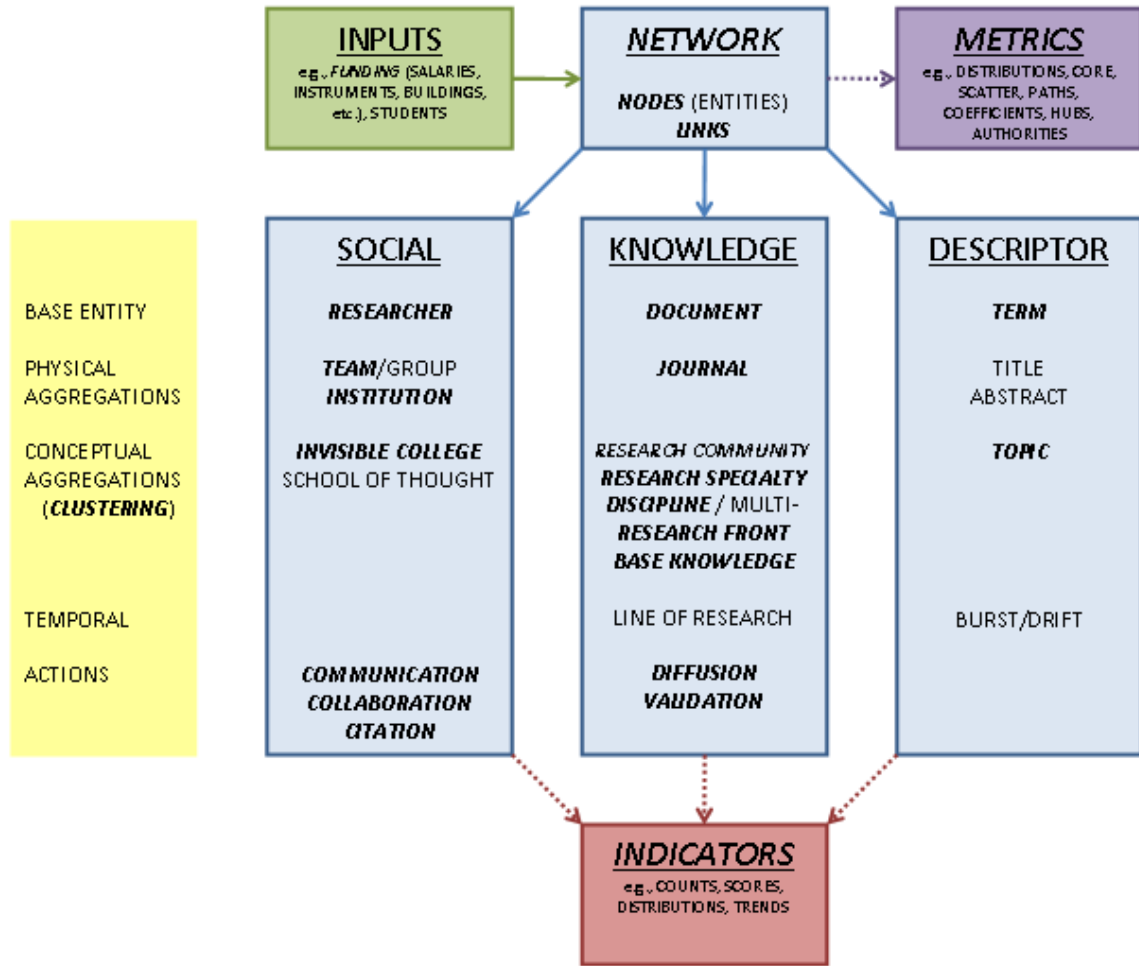 INPUTS
e.g., FUNDING (SALARIES,
INSTRUMENTS, BUILDINGS,
etc.), STUDENTS
NETWORK
NODES (ENTITIES)
LINKS
METRICS
e.g., DISTRIBUTIONS, CORE,
SCATTER, PATHS,
COEFFICIENTS, HUBS,
AUTHORITIES
BASE ENTITY
PHYSICAL
AGGREGATIONS
CONCEPTUAL
AGGREGATIONS
(CLUSTERING)
TEMPORAL
ACTIONS
SOCIAL
RESEARCHER
TEAM/GROUP
INSTITUTION
INVISIBLE COLLEGE
SCHOOL OF THOUGHT
COMMUNICATION
COLLABORATION
CITATION
KNOWLEDGE
DOCUMENT
JOURNAL
RESEARCH COMMUNITY
RESEARCH SPECIALTY
DISCIPLINE / MULTI-
RESEARCH FRONT
BASE KNOWLEDGE
LINE OF RESEARCH
DIFFUSION
VALIDATION
DESCRIPTOR
TERM
TITLE
ABSTRACT
TOPIC
BURST/DRIFT
INDICATORS
e.g., COUNTS, SCORES,
DISTRIBUTIONS, TRENDS